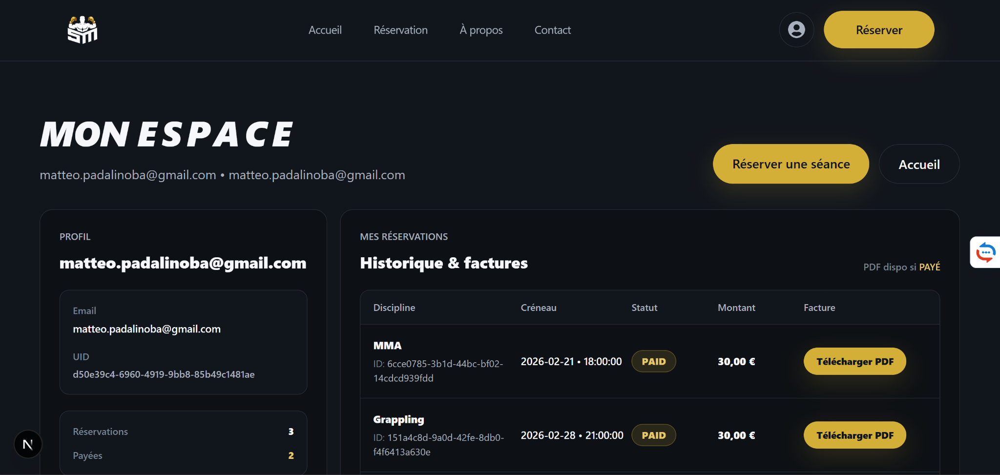 SM
Accueil
Réservation
À propos
Contact
Réserver
MON ESPACE
matteo.padalinoba@gmail.com • matteo.padalinoba@gmail.com
Réserver une séance
Accueil
PROFIL
matteo.padalinoba@gmail.com
Email
matteo.padalinoba@gmail.com
UID
d50e39c4-6960-4919-9bb8-85b49c1481ae
Réservations 3
Payées 2
MES RÉSERVATIONS
Historique & factures
PDF dispo si PAYÉ
Discipline Créneau Statut Montant Facture
MMA
ID: 6cce0785-3b1d-44bc-bf02-
14cdcd939fdd
2026-02-21 • 18:00:00
PAID
30,00 €
Télécharger PDF
Grappling
ID: 151a4c8d-9a0d-42fe-8db0-
f4f6413a630e
2026-02-28 • 21:00:00
PAID
30,00 €
Télécharger PDF
N